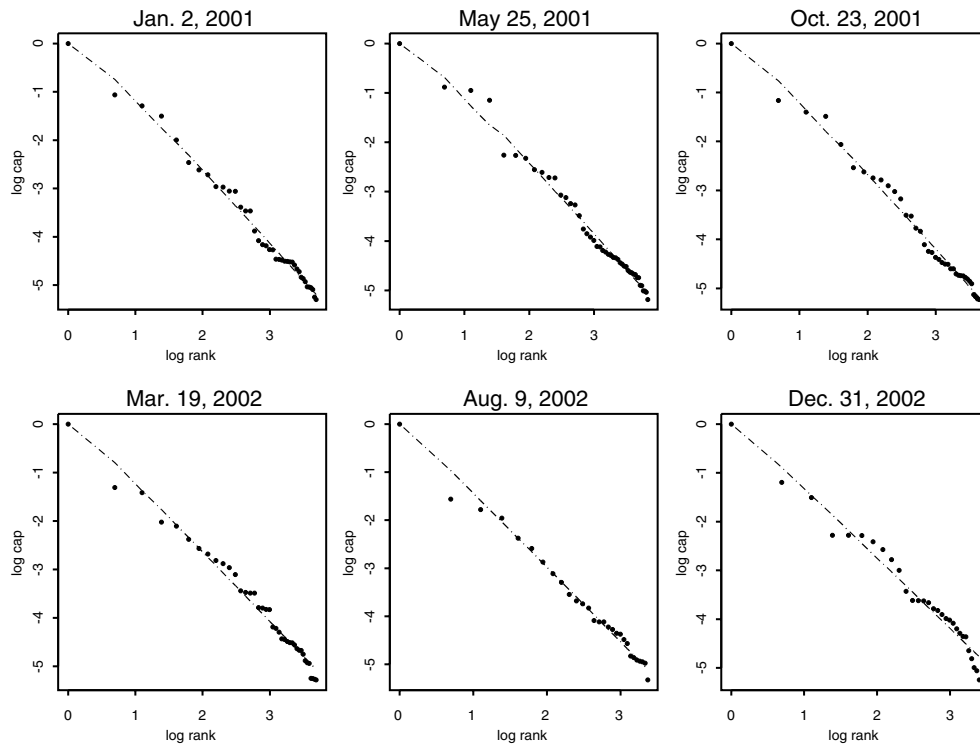 Jan. 2, 2001
May 25, 2001
Oct. 23, 2001
log cap
0
-1
-2
-3
-4
-5
0 1 2 3
log rank
log cap
0
-1
-2
-3
-4
-5
0 1 2 3
log rank
log cap
0
-1
-2
-3
-4
-5
0 1 2 3
log rank
Mar. 19, 2002
Aug. 9, 2002
Dec. 31, 2002
log cap
0
-1
-2
-3
-4
-5
0 1 2 3
log rank
log cap
0
-1
-2
-3
-4
-5
0 1 2 3
log rank
log cap
0
-1
-2
-3
-4
-5
0 1 2 3
log rank